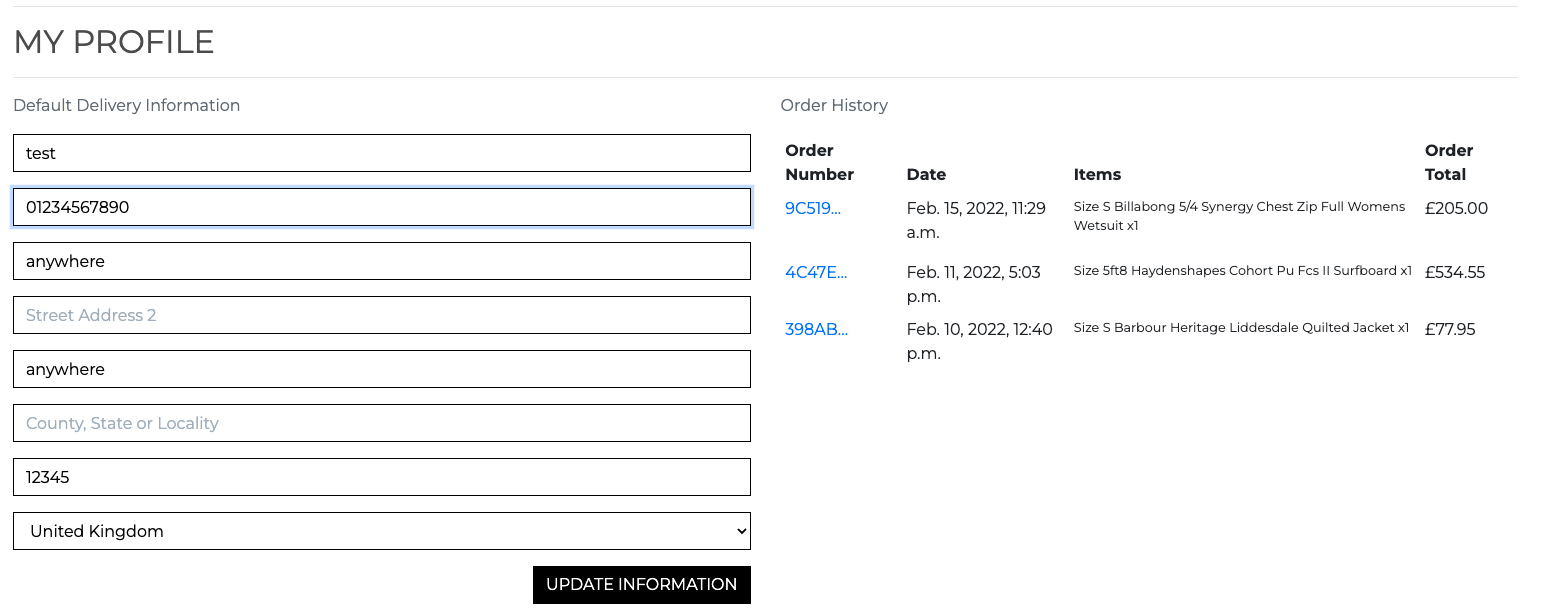 MY PROFILE
Default Delivery Information
test
01234567890
anywhere
Street Address 2
anywhere
County, State or Locality
12345
United Kingdom
UPDATE INFORMATION
Order History
Order Number Date Items Order Total
9C519... Feb. 15, 2022, 11:29 a.m. Size S Billabong 5/4 Synergy Chest Zip Full Womens Wetsuit x1 £205.00
4C47E... Feb. 11, 2022, 5:03 p.m. Size 5ft8 Haydenshapes Cohort Pu Fcs II Surfboard x1 £534.55
398AB... Feb. 10, 2022, 12:40 p.m. Size S Barbour Heritage Liddesdale Quilted Jacket x1 £77.95